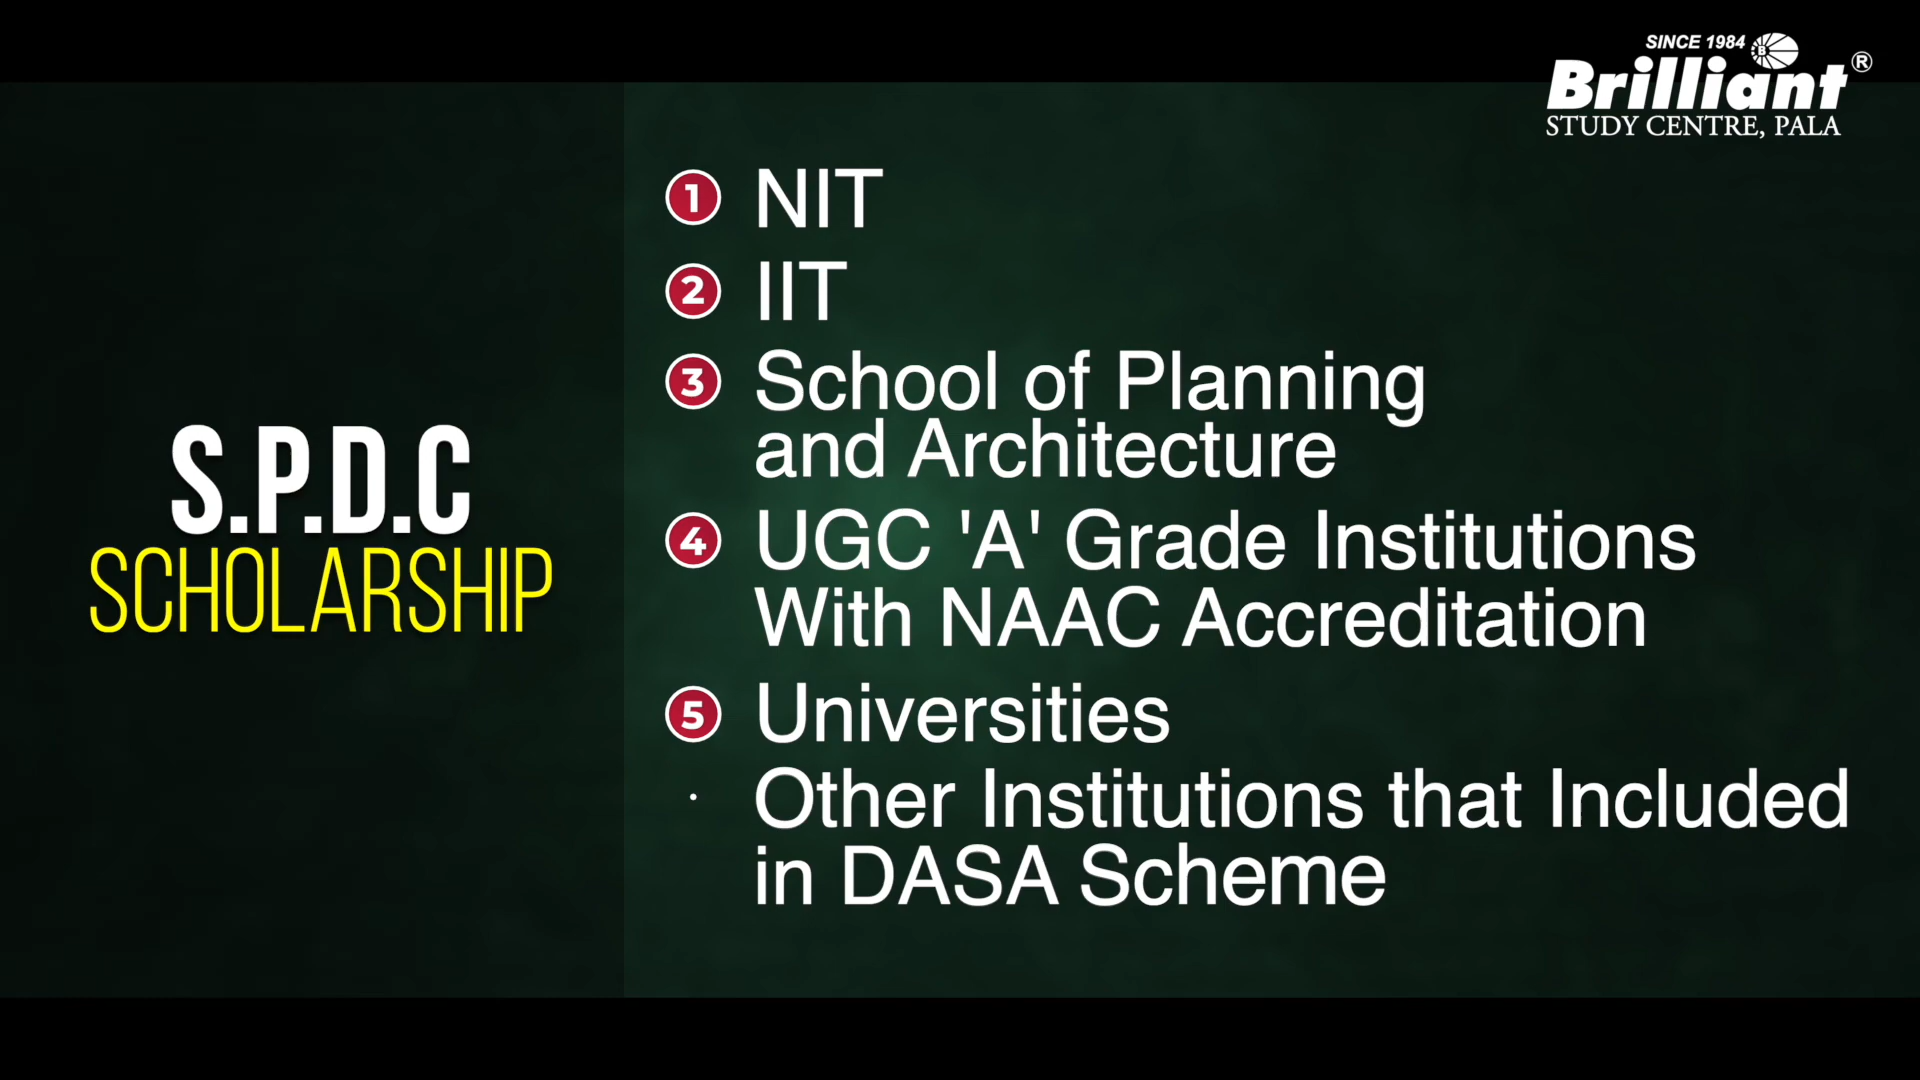 SINCE 1984
B
Brilliant®
STUDY CENTRE, PALA
S.P.D.C
SCHOLARSHIP
1 NIT
2 IIT
3 School of Planning
and Architecture
4 UGC 'A' Grade Institutions
With NAAC Accreditation
5 Universities
· Other Institutions that Included
in DASA Scheme